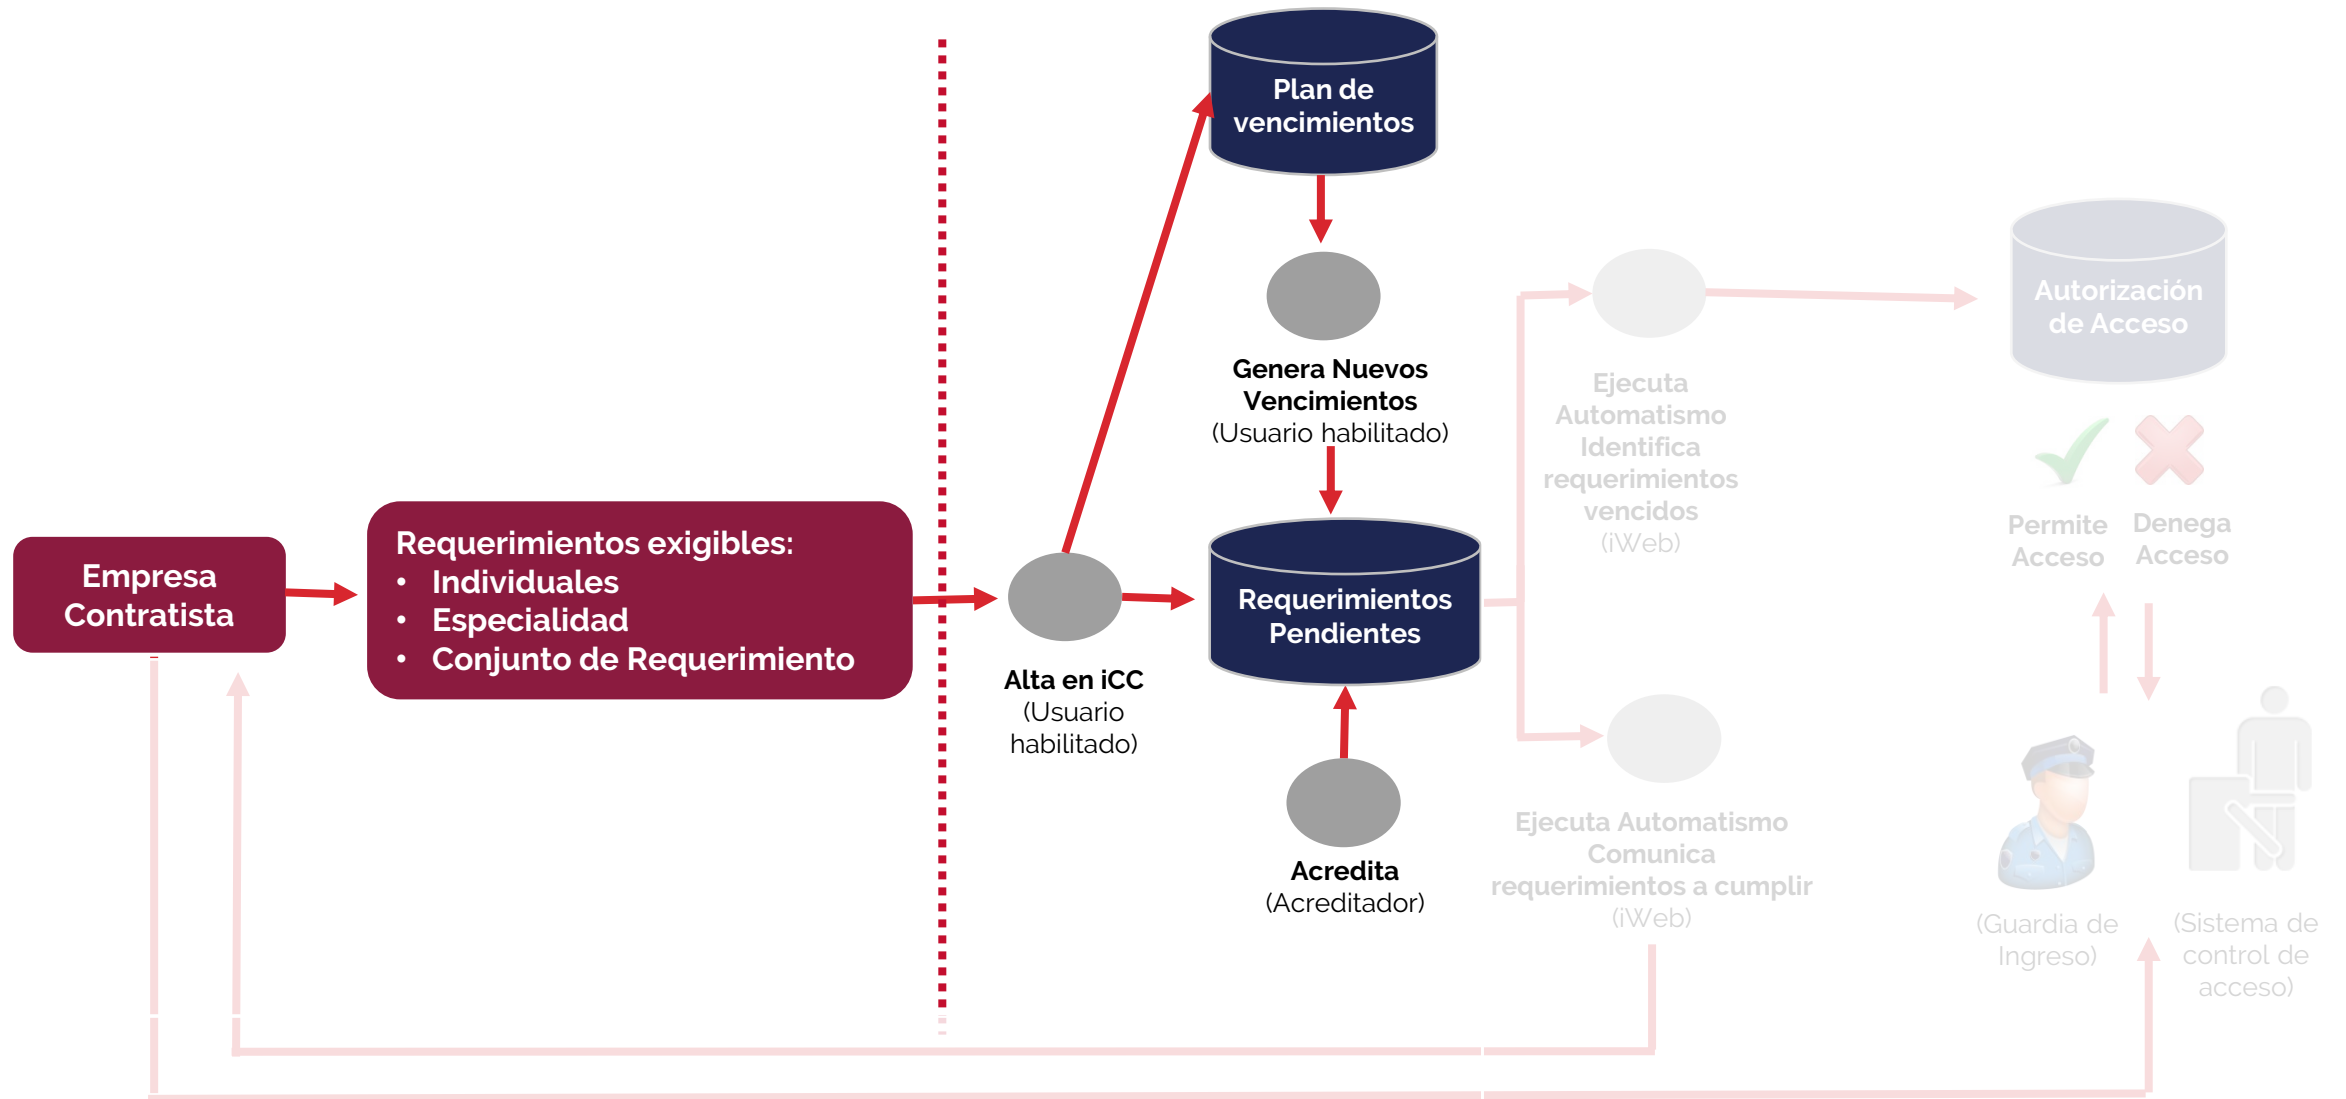 Plan de
vencimientos
Genera Nuevos
Vencimientos
(Usuario habilitado)
Empresa
Contratista
Requerimientos exigibles:
• Individuales
• Especialidad
• Conjunto de Requerimiento
Alta en iCC
(Usuario
habilitado)
Requerimientos
Pendientes
Acredita
(Acreditador)
Ejecuta
Automatismo
Identifica
requerimientos
vencidos
(iWeb)
Ejecuta Automatismo
Comunica
requerimientos a cumplir
(iWeb)
Autorización
de Acceso
Permite
Acceso
Denega
Acceso
(Guardia de
Ingreso)
(Sistema de
control de
acceso)